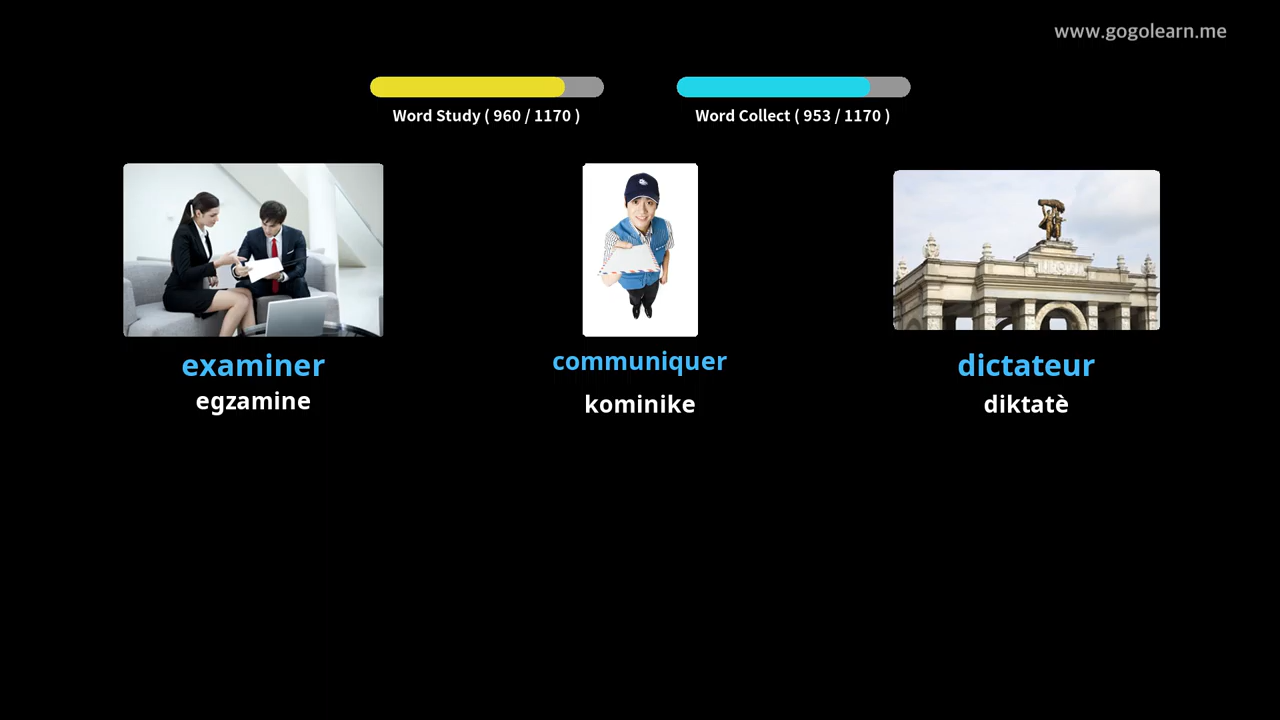 www.gogolearn.me
Word Study ( 960 / 1170 )
Word Collect ( 953 / 1170 )
examiner
egzamine
communiquer
kominike
dictateur
diktatè